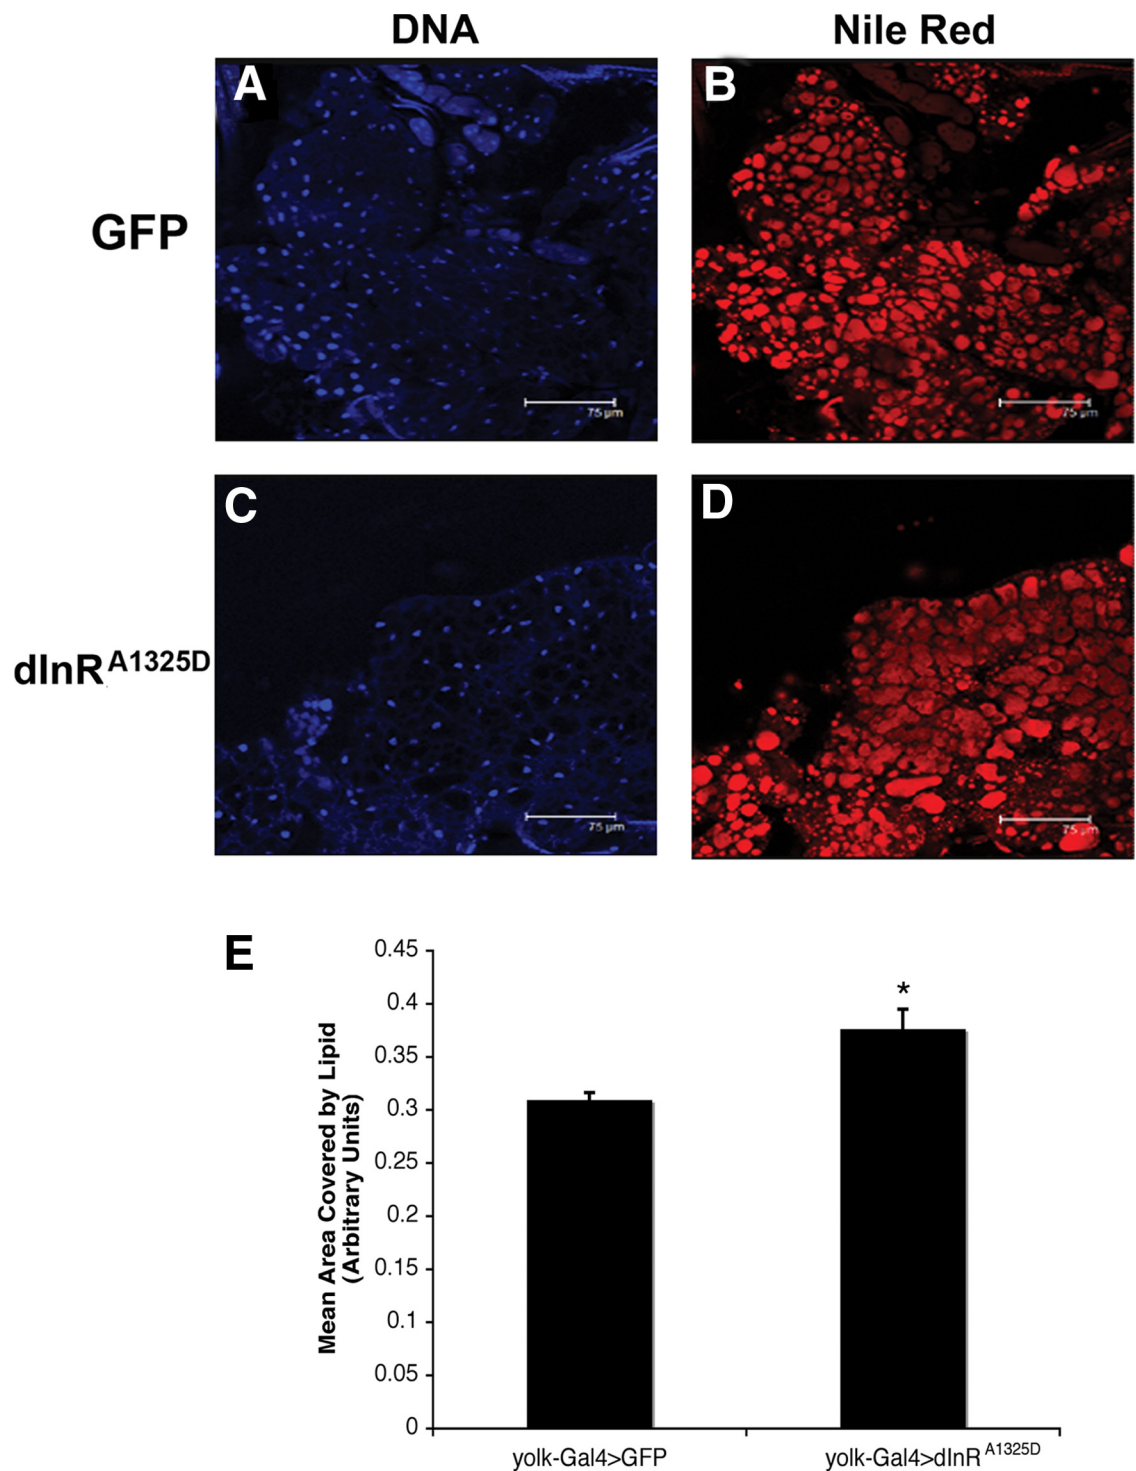 DNA
Nile Red
GFP
A
B
75 µm
75 µm
dInR A1325D
C
D
75 µm
75 µm
E
Mean Area Covered by Lipid
(Arbitrary Units)
0.45
0.4
0.35
0.3
0.25
0.2
0.15
0.1
0.05
0
*
yolk-Gal4>GFP
yolk-Gal4>dInR A1325D